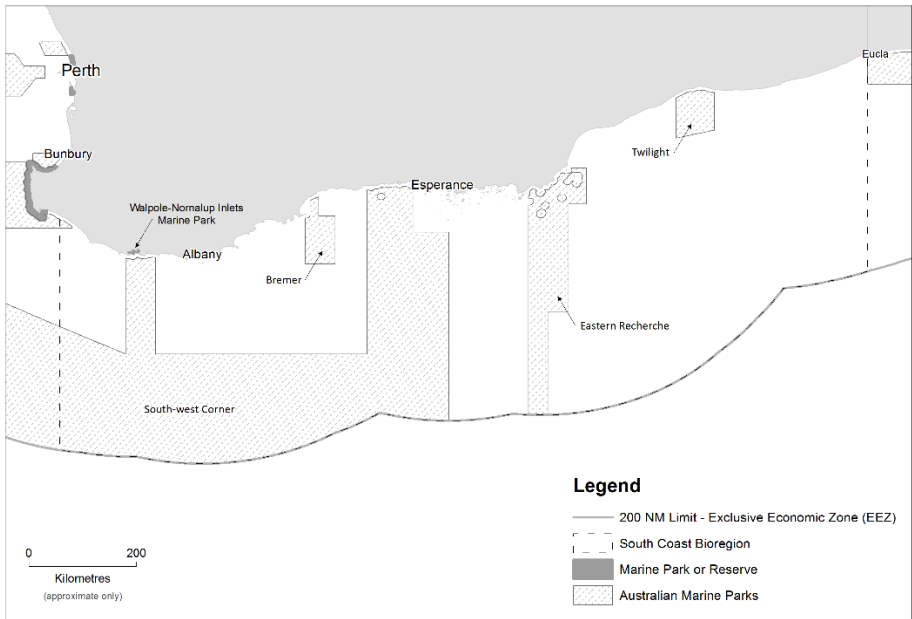 Eucla
Perth
Twilight
Bunbury
Esperance
Walpole-Nornalup Inlets
Marine Park
Albany
Bremer
Eastern Recherche
South-west Corner
Legend
200 NM Limit - Exclusive Economic Zone (EEZ)
South Coast Bioregion
Marine Park or Reserve
Australian Marine Parks
0 200
Kilometres
(approximate only)